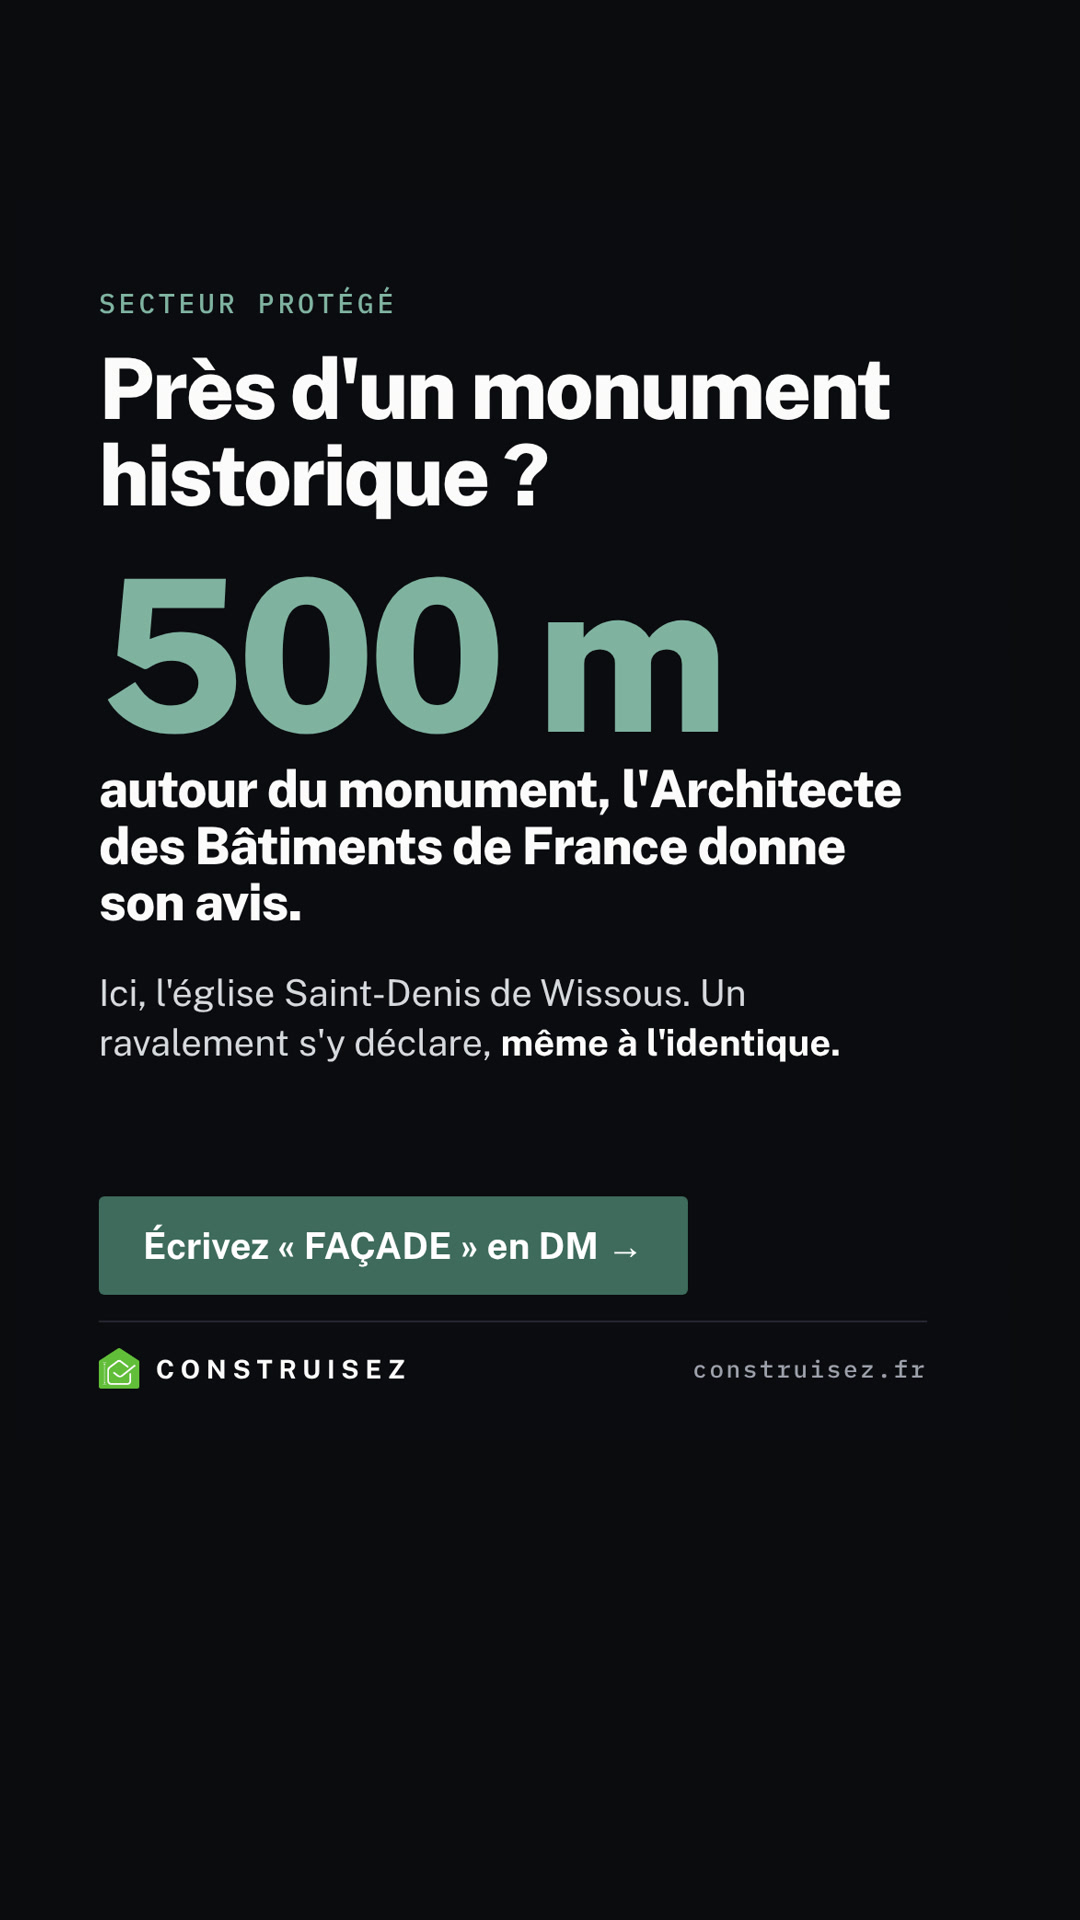 SECTEUR PROTÉGÉ
Près d'un monument
historique ?
500 m
autour du monument, l'Architecte
des Bâtiments de France donne
son avis.
Ici, l'église Saint-Denis de Wissous. Un
ravalement s'y déclare, même à l'identique.
Écrivez « FAÇADE » en DM →
CONSTRUISEZ
construisez.fr